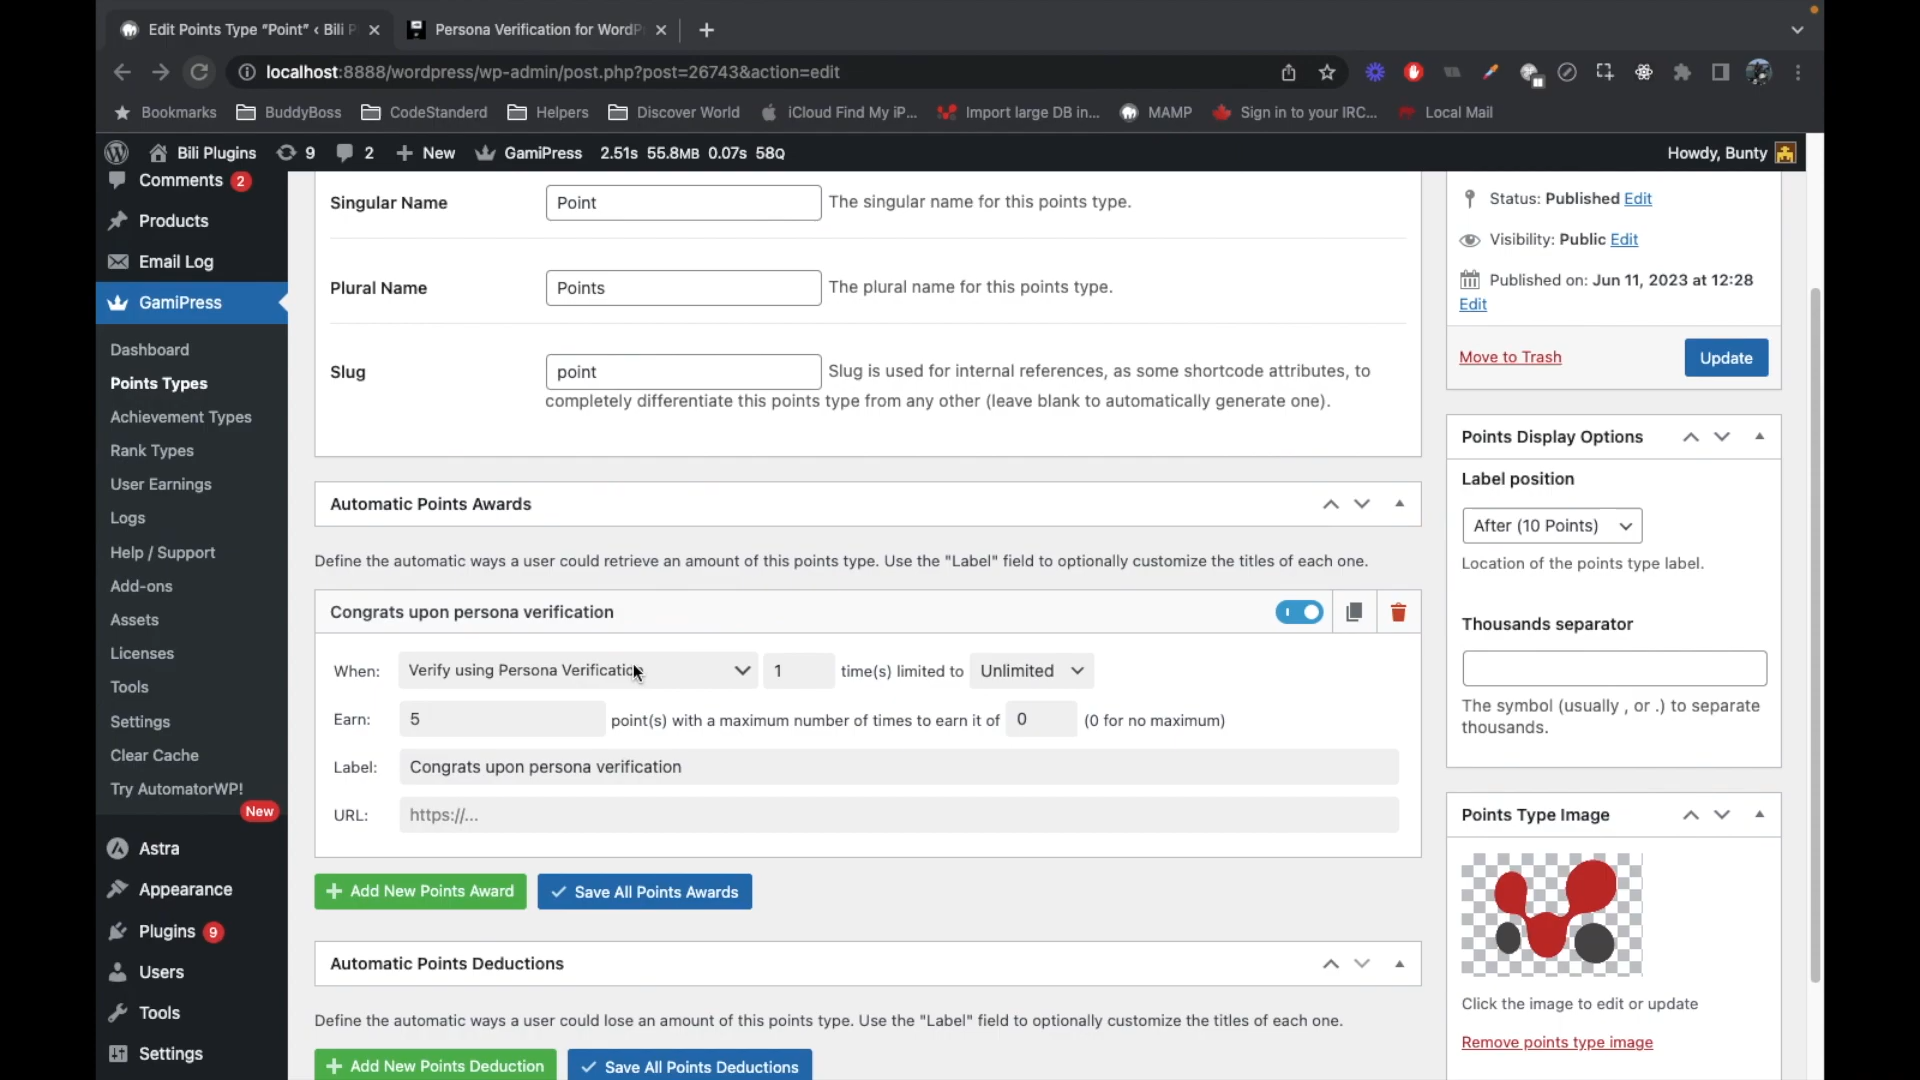 Edit Points Type “Point” ‹ Bili P
Persona Verification for WordP
localhost:8888/wordpress/wp-admin/post.php?post=26743&action=edit
Bookmarks BuddyBoss CodeStanderd Helpers Discover World iCloud Find My iP... Import large DB in... MAMP Sign in to your IRC... Local Mail
Bili Plugins 9 2 New GamiPress 2.51s 55.8MB 0.07s 58Q Howdy, Bunty
Comments 2
Products
Email Log
GamiPress
Dashboard
Points Types
Achievement Types
Rank Types
User Earnings
Logs
Help / Support
Add-ons
Assets
Licenses
Tools
Settings
Clear Cache
Try AutomatorWP!
New
Astra
Appearance
Plugins 9
Users
Tools
Settings
Singular Name Point The singular name for this points type.
Plural Name Points The plural name for this points type.
Slug point Slug is used for internal references, as some shortcode attributes, to
completely differentiate this points type from any other (leave blank to automatically generate one).
Automatic Points Awards
Define the automatic ways a user could retrieve an amount of this points type. Use the "Label" field to optionally customize the titles of each one.
Congrats upon persona verification
When: Verify using Persona Verification 1 time(s) limited to Unlimited
Earn: 5 point(s) with a maximum number of times to earn it of 0 (0 for no maximum)
Label: Congrats upon persona verification
URL: https://...
Add New Points Award Save All Points Awards
Automatic Points Deductions
Define the automatic ways a user could lose an amount of this points type. Use the "Label" field to optionally customize the titles of each one.
Add New Points Deduction Save All Points Deductions
Status: Published Edit
Visibility: Public Edit
Published on: Jun 11, 2023 at 12:28
Edit
Move to Trash Update
Points Display Options
Label position
After (10 Points)
Location of the points type label.
Thousands separator
The symbol (usually , or .) to separate
thousands.
Points Type Image
Click the image to edit or update
Remove points type image